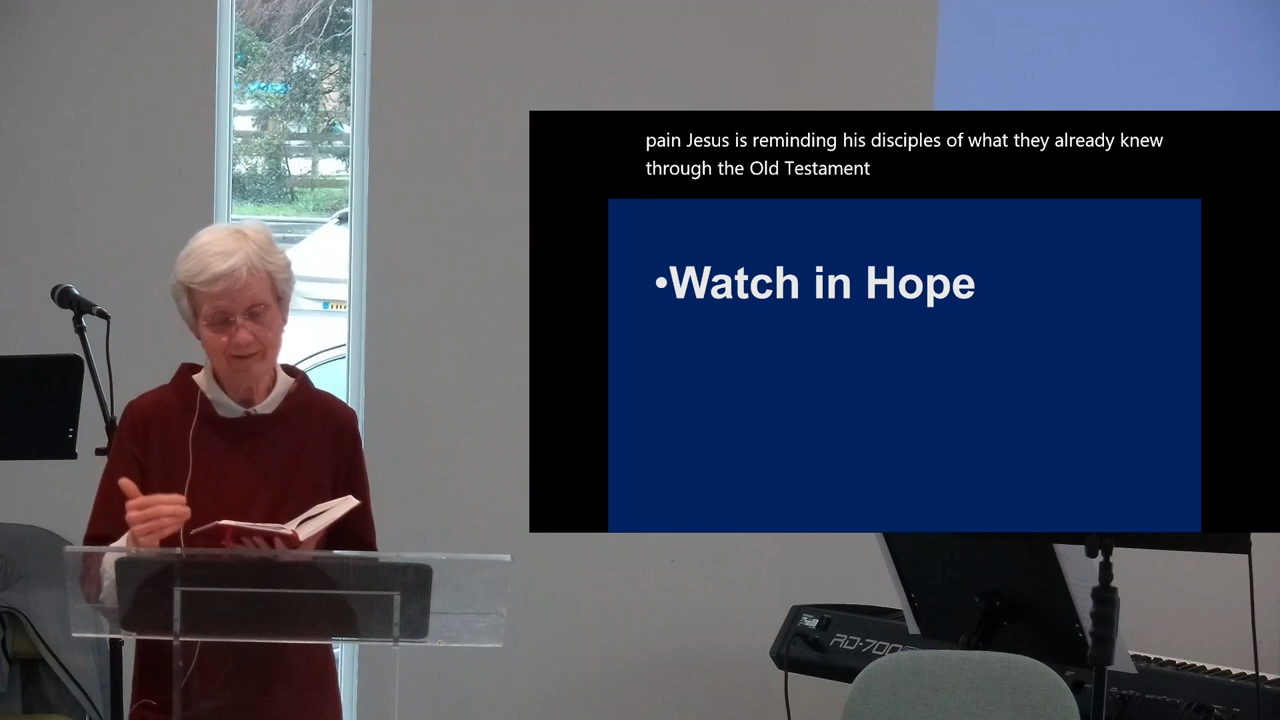 pain Jesus is reminding his disciples of what they already knew
through the Old Testament
•Watch in Hope
RD-700